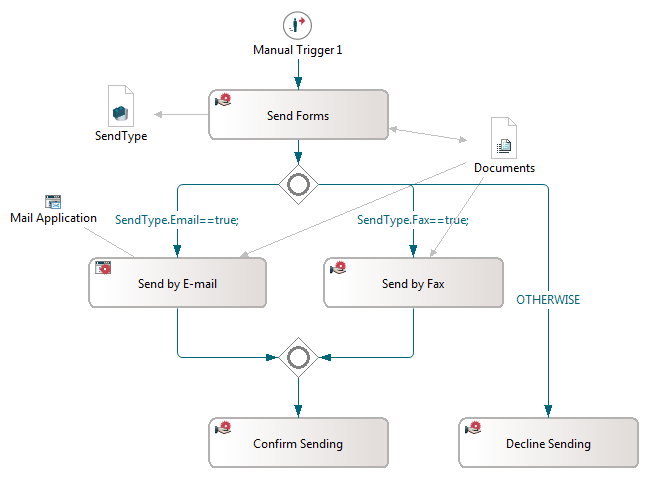 Manual Trigger 1
Send Forms
SendType
Documents
Mail Application
SendType.Email==true;
SendType.Fax==true;
Send by E-mail
Send by Fax
OTHERWISE
Confirm Sending
Decline Sending